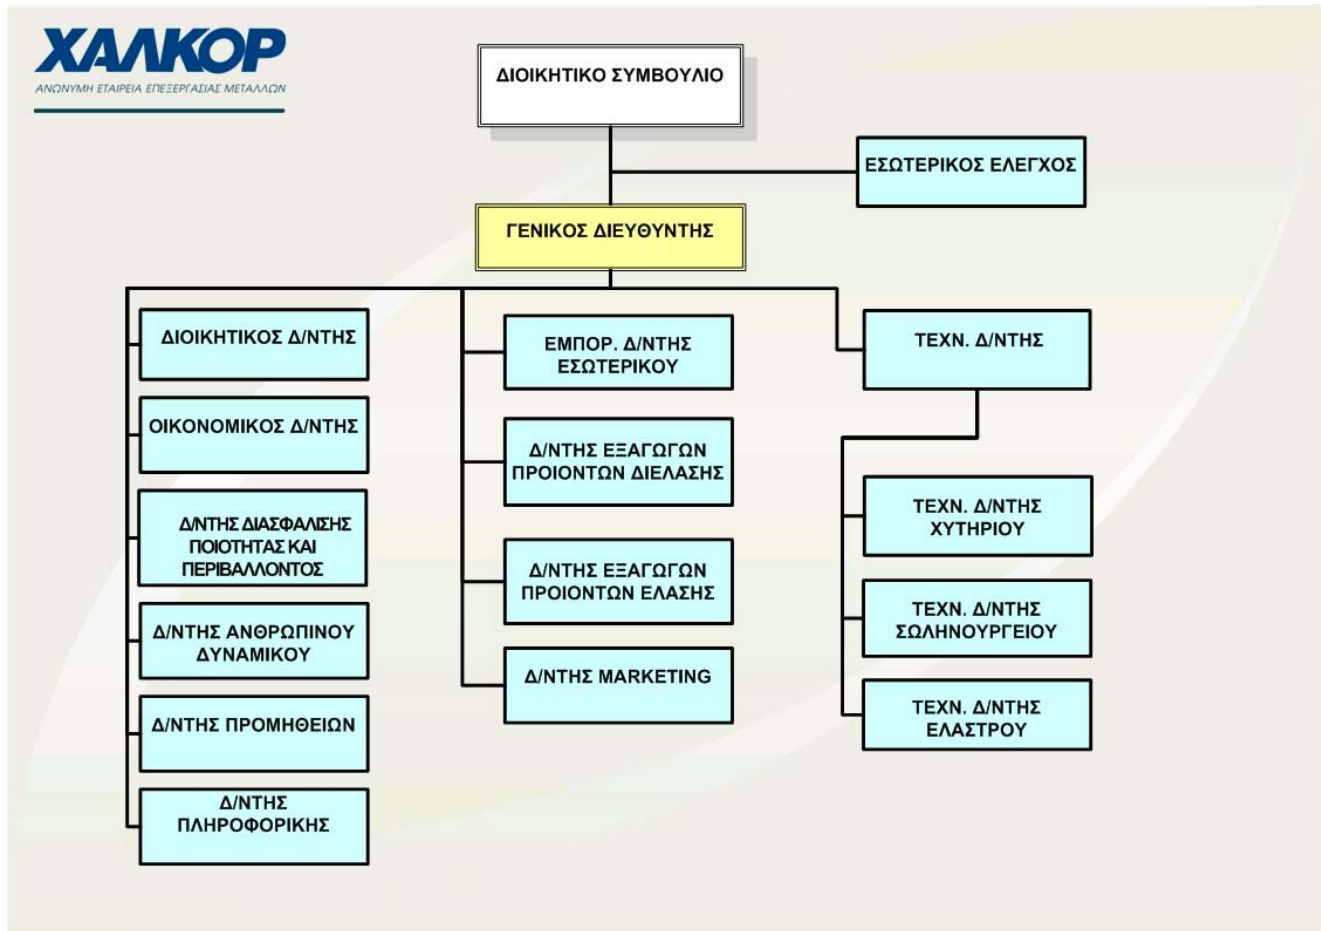 ΧΑΛΚΟΡ
ΑΝΩΝΥΜΗ ΕΤΑΙΡΕΙΑ ΕΠΕΞΕΡΓΑΣΙΑΣ ΜΕΤΑΛΛΩΝ
ΔΙΟΙΚΗΤΙΚΟ ΣΥΜΒΟΥΛΙΟ
ΕΣΩΤΕΡΙΚΟΣ ΕΛΕΓΧΟΣ
ΓΕΝΙΚΟΣ ΔΙΕΥΘΥΝΤΗΣ
ΔΙΟΙΚΗΤΙΚΟΣ Δ/ΝΤΗΣ
ΟΙΚΟΝΟΜΙΚΟΣ Δ/ΝΤΗΣ
Δ/ΝΤΗΣ ΔΙΑΣΦΑΛΙΣΗΣ
ΠΟΙΟΤΗΤΑΣ ΚΑΙ
ΠΕΡΙΒΑΛΛΟΝΤΟΣ
Δ/ΝΤΗΣ ΑΝΘΡΩΠΙΝΟΥ
ΔΥΝΑΜΙΚΟΥ
Δ/ΝΤΗΣ ΠΡΟΜΗΘΕΙΩΝ
Δ/ΝΤΗΣ
ΠΛΗΡΟΦΟΡΙΚΗΣ
ΕΜΠΟΡ. Δ/ΝΤΗΣ
ΕΣΩΤΕΡΙΚΟΥ
Δ/ΝΤΗΣ ΕΞΑΓΩΓΩΝ
ΠΡΟΙΟΝΤΩΝ ΔΙΕΛΑΣΗΣ
Δ/ΝΤΗΣ ΕΞΑΓΩΓΩΝ
ΠΡΟΙΟΝΤΩΝ ΕΛΑΣΗΣ
Δ/ΝΤΗΣ MARKETING
ΤΕΧΝ. Δ/ΝΤΗΣ
ΤΕΧΝ. Δ/ΝΤΗΣ
ΧΥΤΗΡΙΟΥ
ΤΕΧΝ. Δ/ΝΤΗΣ
ΣΩΛΗΝΟΥΡΓΕΙΟΥ
ΤΕΧΝ. Δ/ΝΤΗΣ
ΕΛΑΣΤΡΟΥ